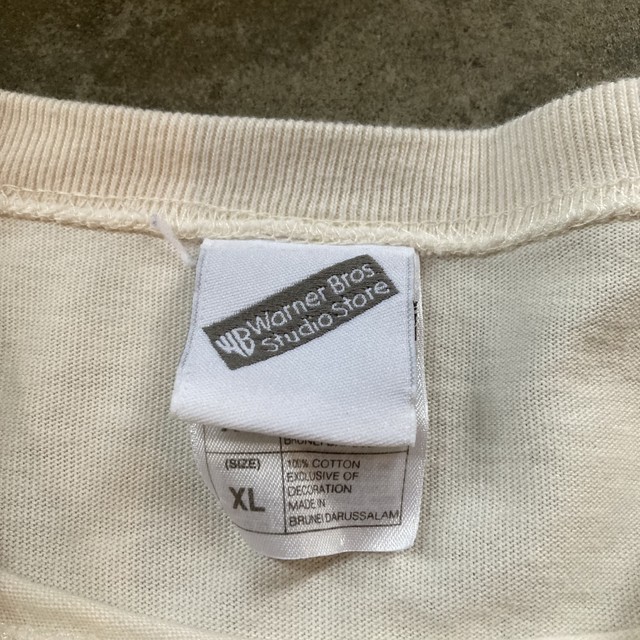 WB Warner Bros
Studio Store
(SIZE)
XL
100% COTTON
EXCLUSIVE OF
DECORATION
MADE IN
BRUNEI DARUSSALAM